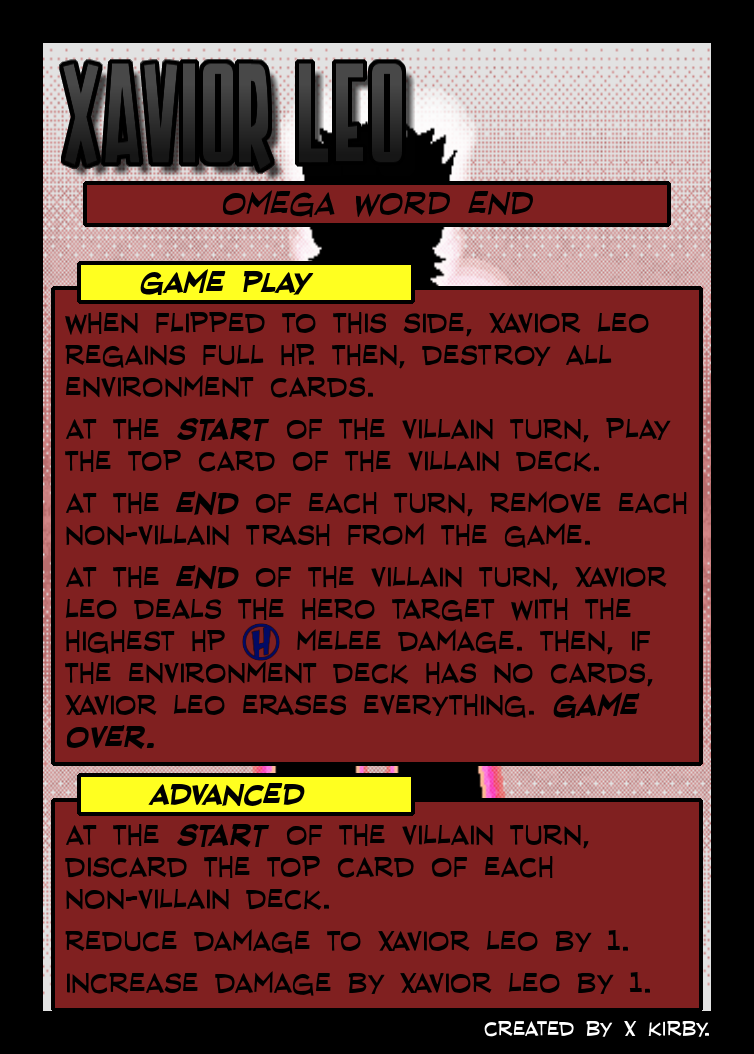 XAVIOR LEO
OMEGA WORD END
GAME PLAY
WHEN FLIPPED TO THIS SIDE, XAVIOR LEO
REGAINS FULL HP. THEN, DESTROY ALL
ENVIRONMENT CARDS.
AT THE START OF THE VILLAIN TURN, PLAY
THE TOP CARD OF THE VILLAIN DECK.
AT THE END OF EACH TURN, REMOVE EACH
NON-VILLAIN TRASH FROM THE GAME.
AT THE END OF THE VILLAIN TURN, XAVIOR
LEO DEALS THE HERO TARGET WITH THE
HIGHEST HP H MELEE DAMAGE. THEN, IF
THE ENVIRONMENT DECK HAS NO CARDS,
XAVIOR LEO ERASES EVERYTHING. GAME
OVER.
ADVANCED
AT THE START OF THE VILLAIN TURN,
DISCARD THE TOP CARD OF EACH
NON-VILLAIN DECK.
REDUCE DAMAGE TO XAVIOR LEO BY 1.
INCREASE DAMAGE BY XAVIOR LEO BY 1.
CREATED BY X KIRBY.